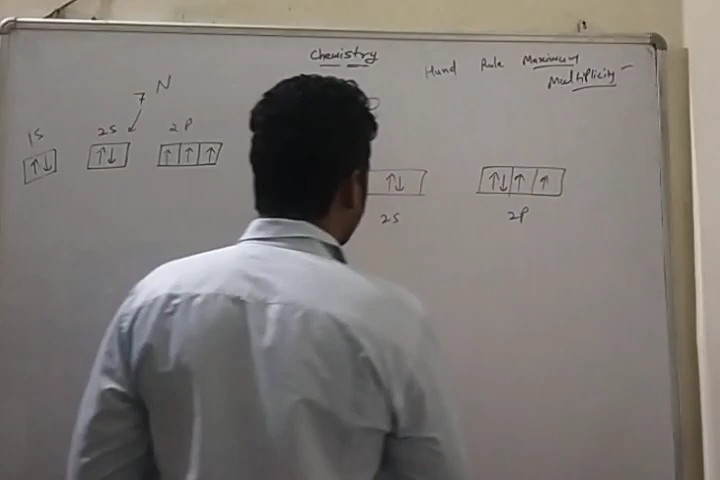 Chemistry
Hund Rule Maximum
Multiplicity
7 N
1S 2S 2P
↑↓ ↑↓ ↑ ↑ ↑
↑↓ ↑↓ ↑ ↑
2S 2P